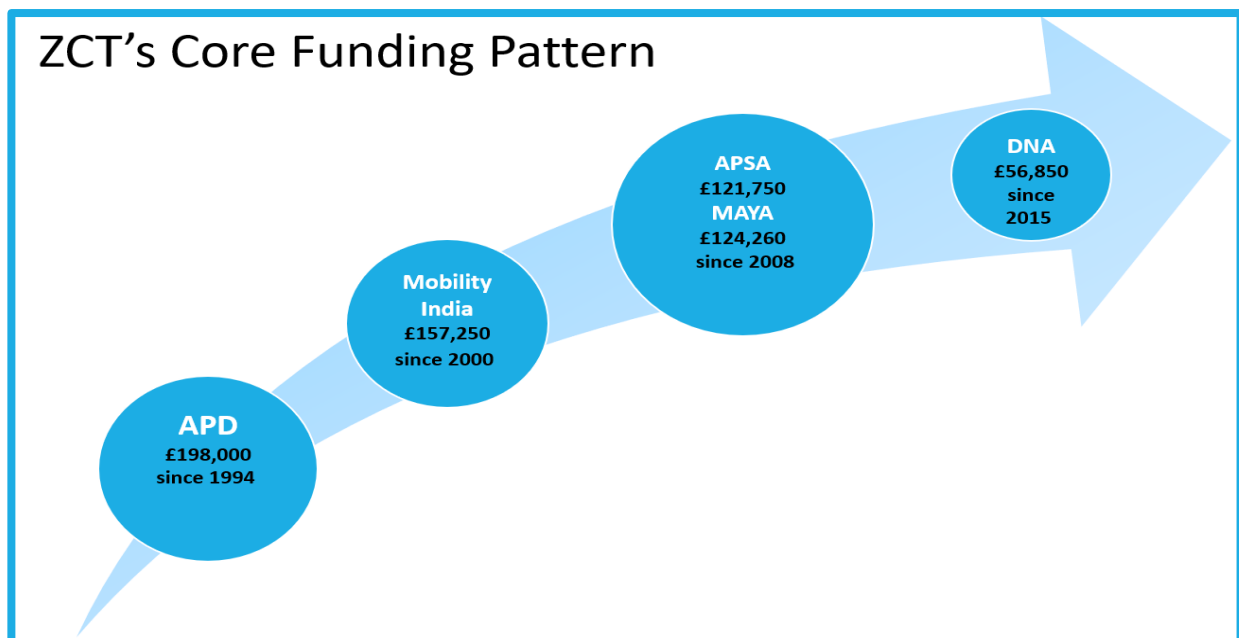 ZCT's Core Funding Pattern
APD
£198,000
since 1994
Mobility
India
£157,250
since 2000
APSA
£121,750
MAYA
£124,260
since 2008
DNA
£56,850
since
2015